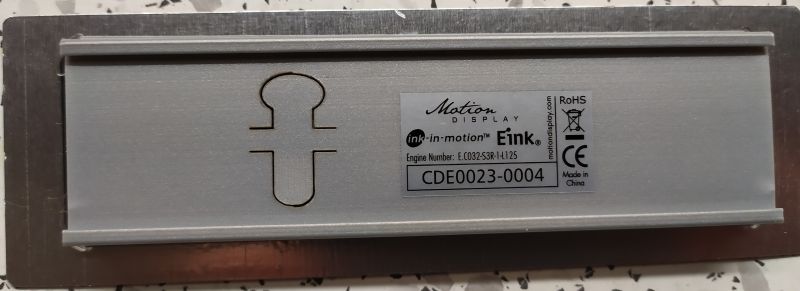 Motion
DISPLAY
ink-in-motion™ E ink®
Engine Number: E.C032-S3R-1-L125
CDE0023-0004
motiondisplay.com
RoHS
CE
Made in
China